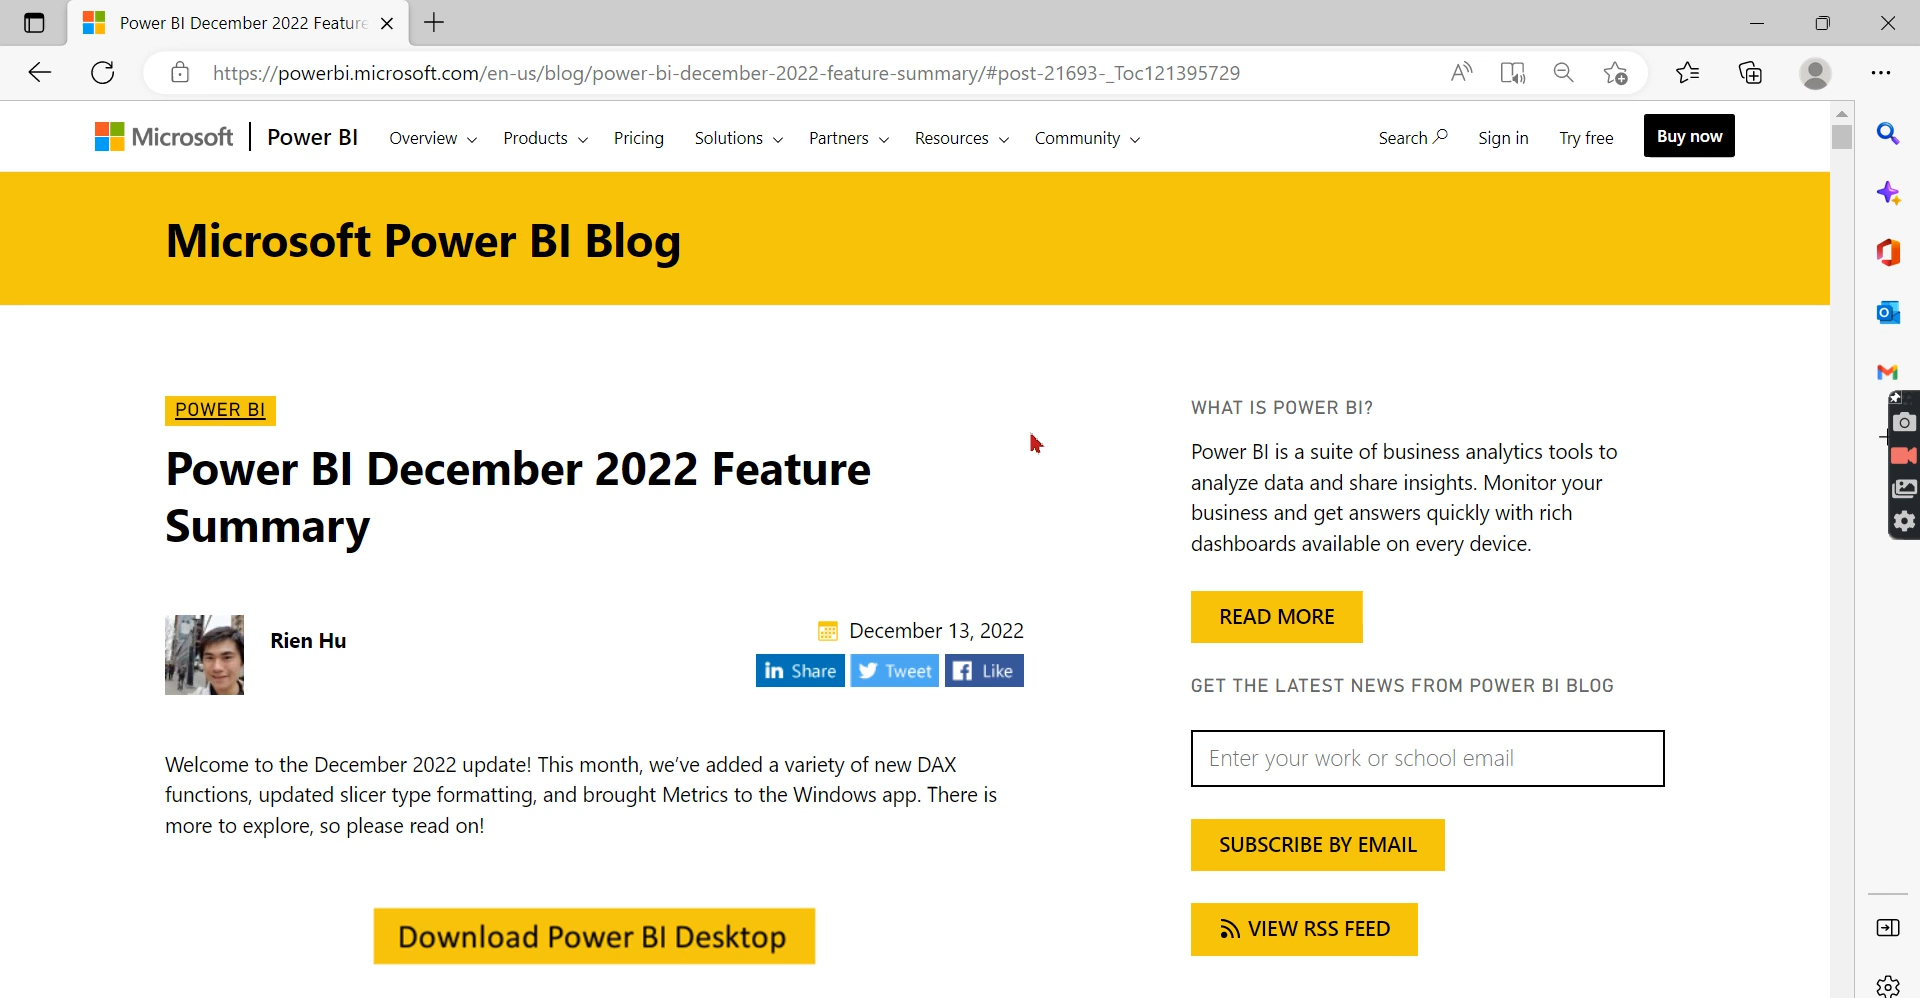 Power BI December 2022 Feature
https://powerbi.microsoft.com/en-us/blog/power-bi-december-2022-feature-summary/#post-21693-_Toc121395729
Microsoft Power BI Overview Products Pricing Solutions Partners Resources Community Search Sign in Try free Buy now
Microsoft Power BI Blog
POWER BI
Power BI December 2022 Feature
Summary
Rien Hu
December 13, 2022
in Share Tweet Like
Welcome to the December 2022 update! This month, we've added a variety of new DAX
functions, updated slicer type formatting, and brought Metrics to the Windows app. There is
more to explore, so please read on!
Download Power BI Desktop
WHAT IS POWER BI?
Power BI is a suite of business analytics tools to
analyze data and share insights. Monitor your
business and get answers quickly with rich
dashboards available on every device.
READ MORE
GET THE LATEST NEWS FROM POWER BI BLOG
Enter your work or school email
SUBSCRIBE BY EMAIL
VIEW RSS FEED